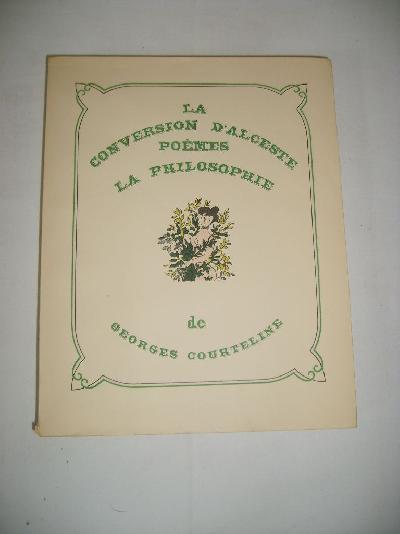 LA
CONVERSION D'ALCESTE
POÈMES
LA PHILOSOPHIE
de
GEORGES COURTELINE